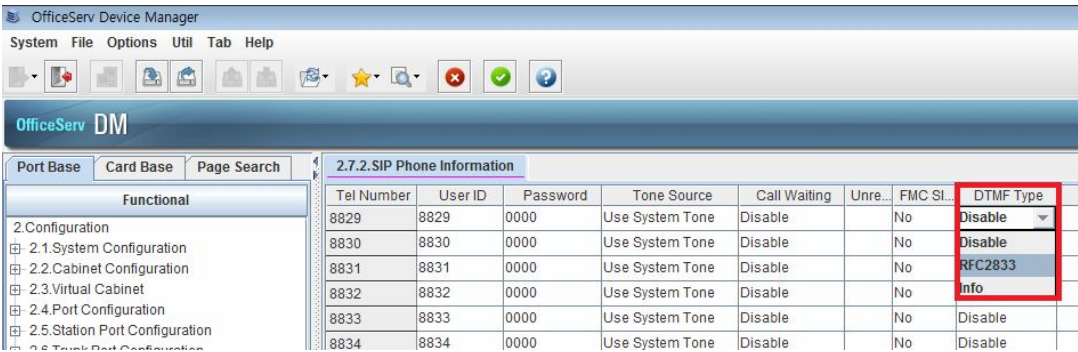 OfficeServ Device Manager
System File Options Util Tab Help
OfficeServ DM
Port Base Card Base Page Search
2.7.2.SIP Phone Information
Functional
2.Configuration
2.1.System Configuration
2.2.Cabinet Configuration
2.3.Virtual Cabinet
2.4.Port Configuration
2.5.Station Port Configuration
2.6.Trunk Port Configuration
Tel Number User ID Password Tone Source Call Waiting Unre... FMC SI... DTMF Type
8829 8829 0000 Use System Tone Disable No Disable
8830 8830 0000 Use System Tone Disable No Disable
8831 8831 0000 Use System Tone Disable No RFC2833
8832 8832 0000 Use System Tone Disable No Info
8833 8833 0000 Use System Tone Disable No Disable
8834 8834 0000 Use System Tone Disable No Disable